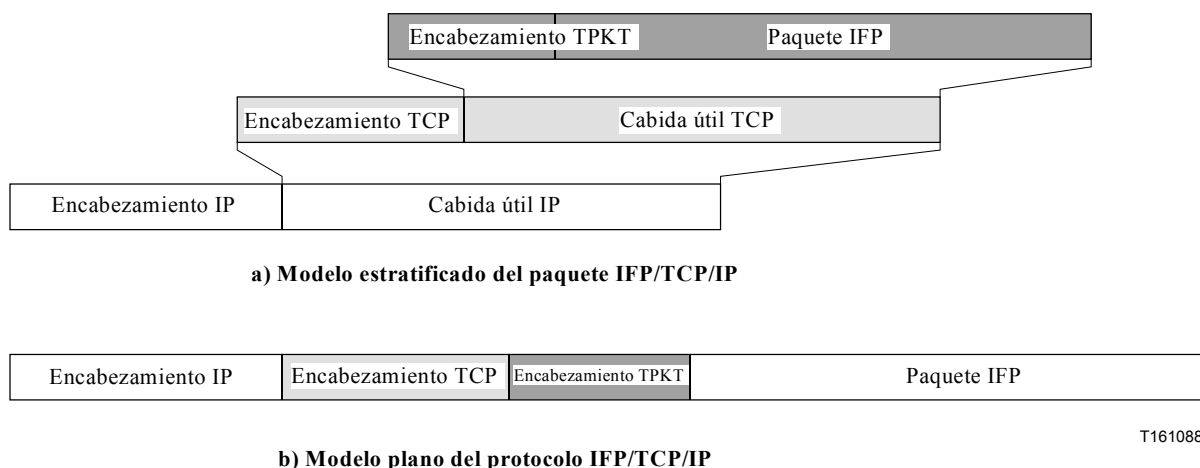 Encabezamiento TPKT Paquete IFP
Encabezamiento TCP Cabida útil TCP
Encabezamiento IP Cabida útil IP
a) Modelo estratificado del paquete IFP/TCP/IP
Encabezamiento IP Encabezamiento TCP Encabezamiento TPKT Paquete IFP
T161088
b) Modelo plano del protocolo IFP/TCP/IP